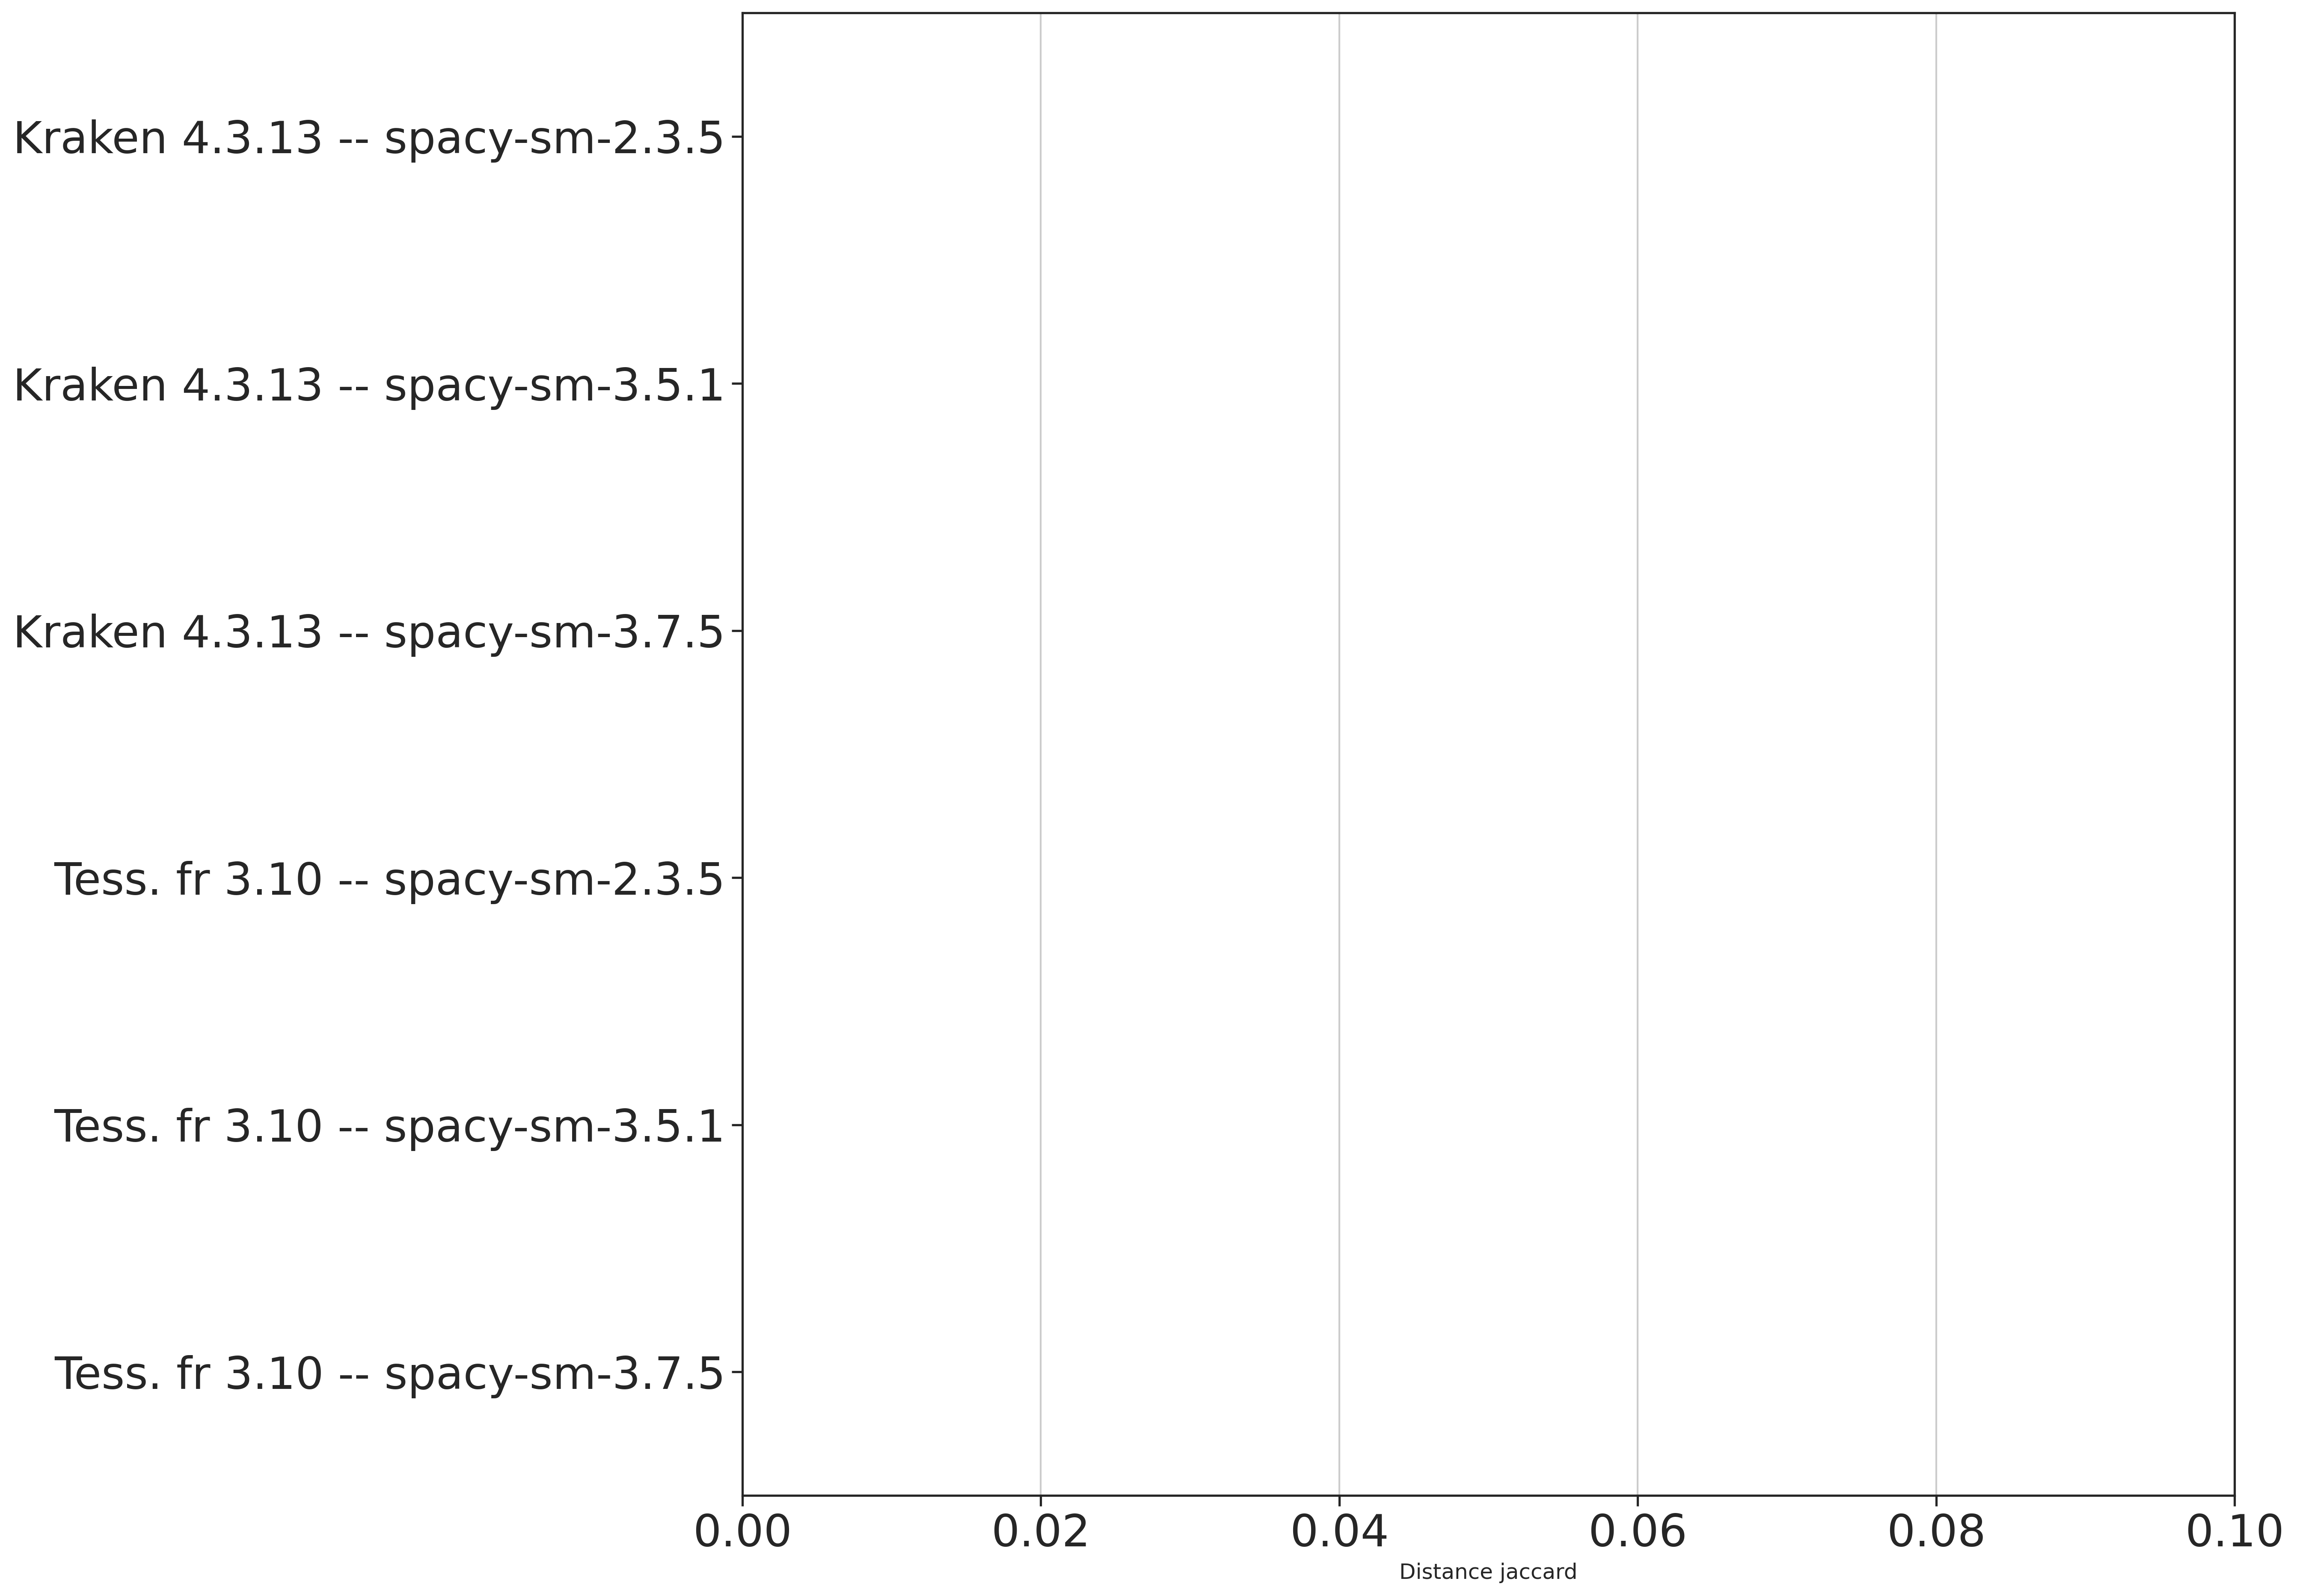 Kraken 4.3.13 -- spacy-sm-2.3.5
Kraken 4.3.13 -- spacy-sm-3.5.1
Kraken 4.3.13 -- spacy-sm-3.7.5
Tess. fr 3.10 -- spacy-sm-2.3.5
Tess. fr 3.10 -- spacy-sm-3.5.1
Tess. fr 3.10 -- spacy-sm-3.7.5
0.00 0.02 0.04 0.06 0.08 0.10
Distance jaccard